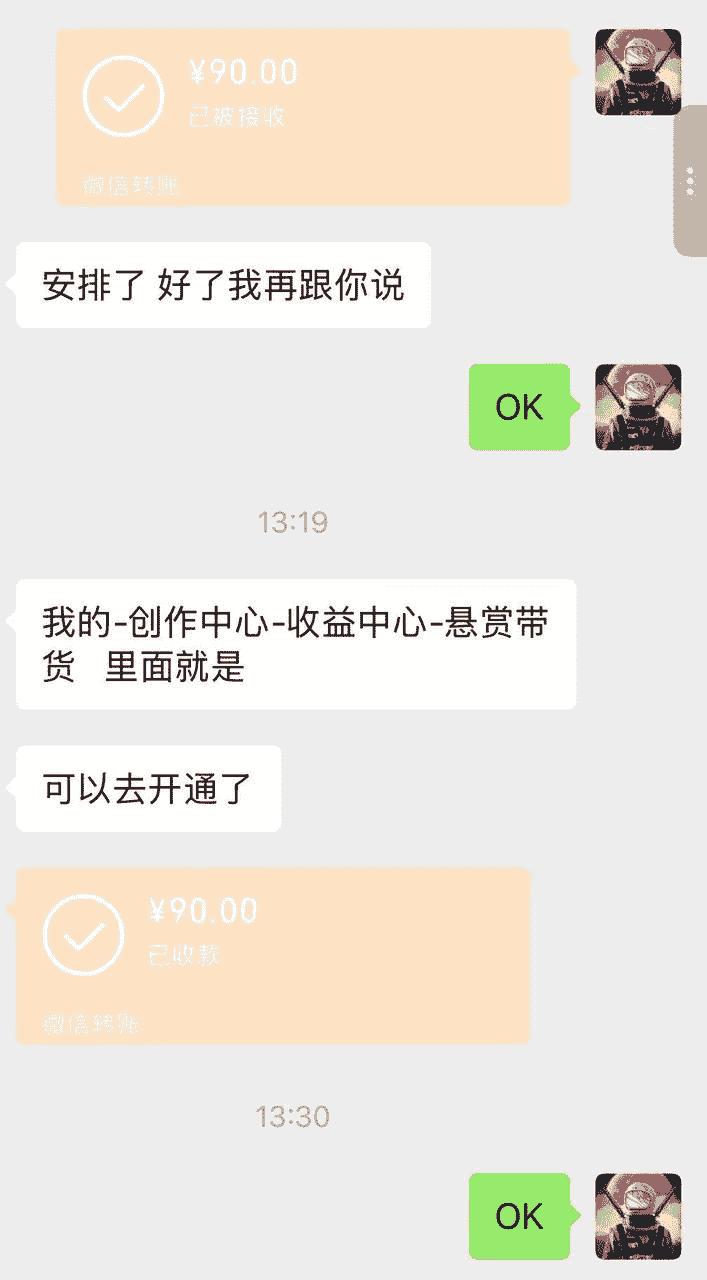 ¥90.00
已被接收
微信转账
安排了 好了我再跟你说
OK
13:19
我的-创作中心-收益中心-悬赏带
货 里面就是
可以去开通了
¥90.00
已收款
微信转账
13:30
OK